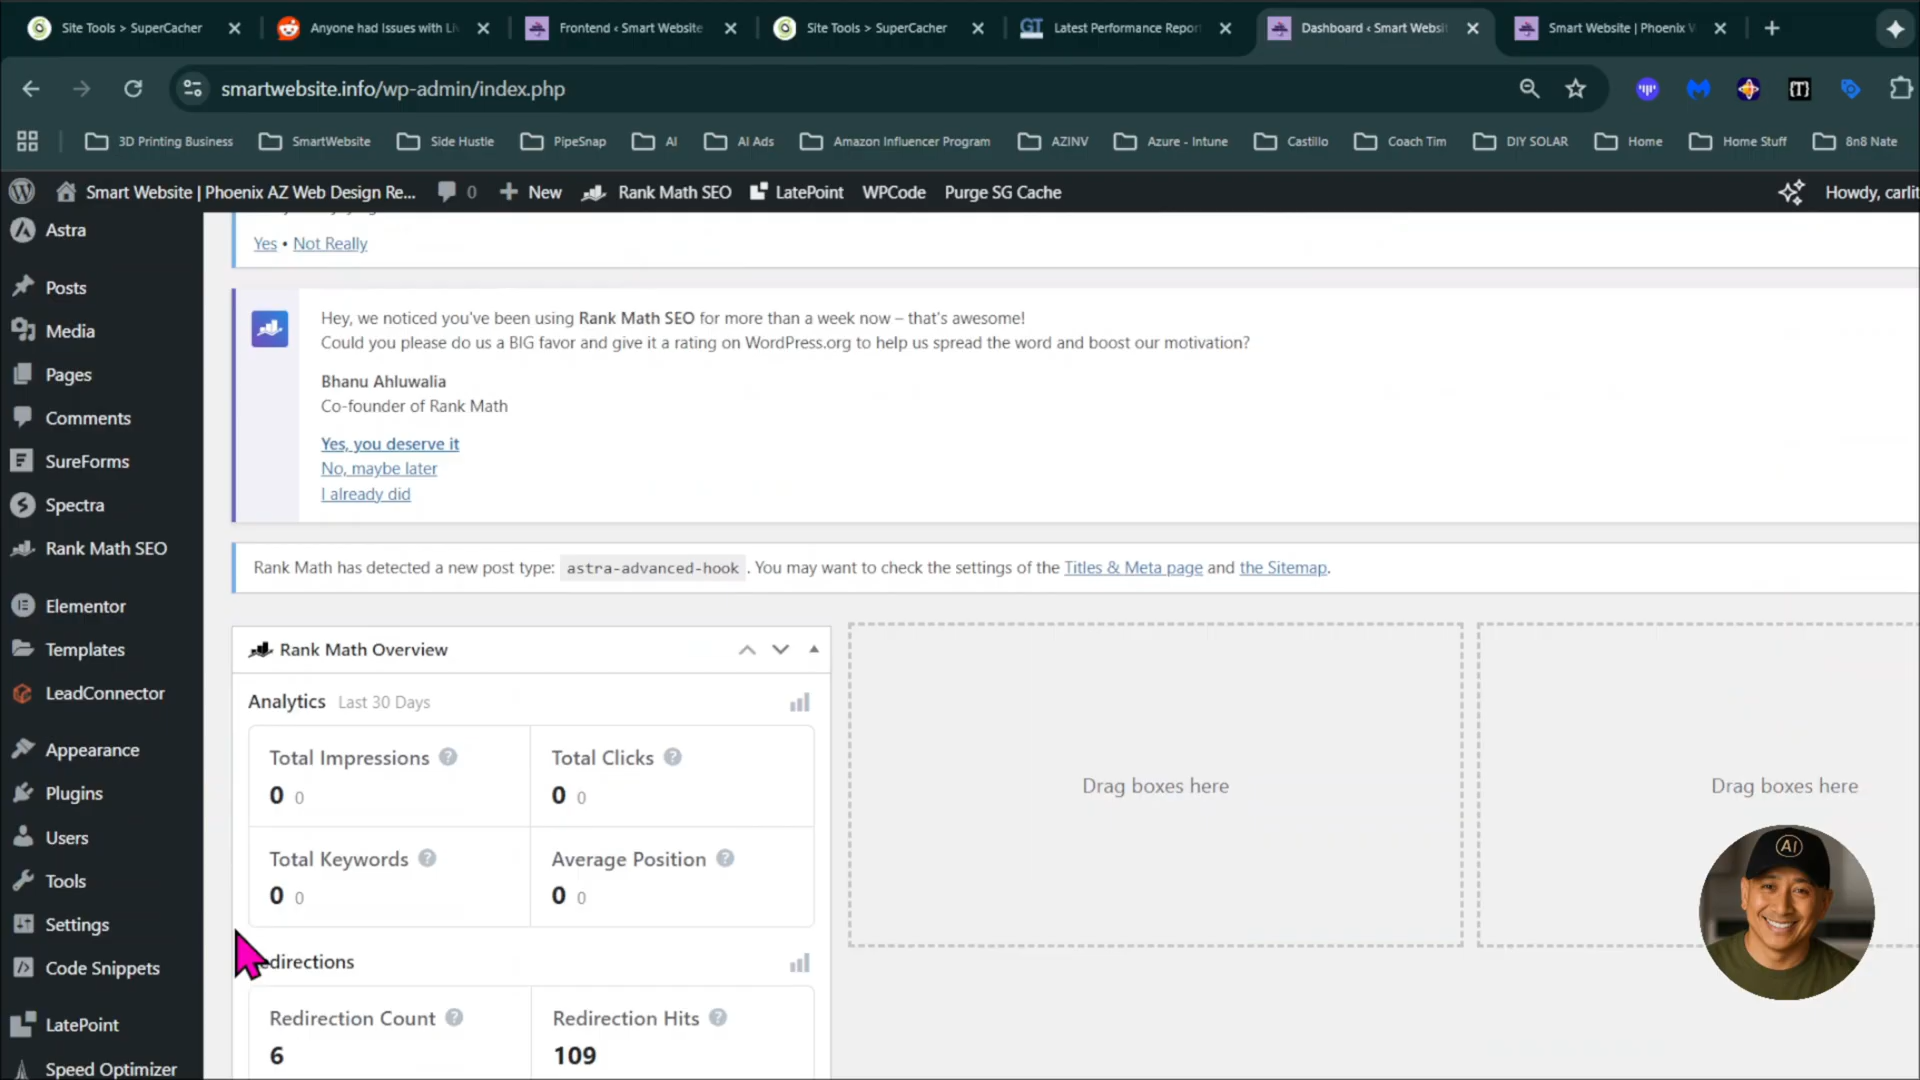 Site Tools > SuperCacher
Anyone had Issues with Li
Frontend ‹ Smart Website
Site Tools > SuperCacher
GT
Latest Performance Repor
Dashboard ‹ Smart Websit
Smart Website | Phoenix
smartwebsite.info/wp-admin/index.php
{T}
3D Printing Business
SmartWebsite
Side Hustle
PipeSnap
AI
AI Ads
Amazon Influencer Program
AZINV
Azure - Intune
Castillo
Coach Tim
DIY SOLAR
Home
Home Stuff
8n8 Nate
Smart Website | Phoenix AZ Web Design Re...
0
New
Rank Math SEO
LatePoint
WPCode
Purge SG Cache
Howdy, carlit
Astra
Posts
Media
Pages
Comments
SureForms
Spectra
Rank Math SEO
Elementor
Templates
LeadConnector
Appearance
Plugins
Users
Tools
Settings
Code Snippets
LatePoint
Speed Optimizer
Yes • Not Really
Hey, we noticed you've been using Rank Math SEO for more than a week now – that's awesome!
Could you please do us a BIG favor and give it a rating on WordPress.org to help us spread the word and boost our motivation?
Bhanu Ahluwalia
Co-founder of Rank Math
Yes, you deserve it
No, maybe later
I already did
Rank Math has detected a new post type: astra-advanced-hook . You may want to check the settings of the Titles & Meta page and the Sitemap.
Rank Math Overview
Analytics Last 30 Days
Total Impressions ?
0 0
Total Clicks ?
0 0
Total Keywords ?
0 0
Average Position ?
0 0
edirections
Redirection Count ?
6
Redirection Hits ?
109
Drag boxes here
Drag boxes here
AI